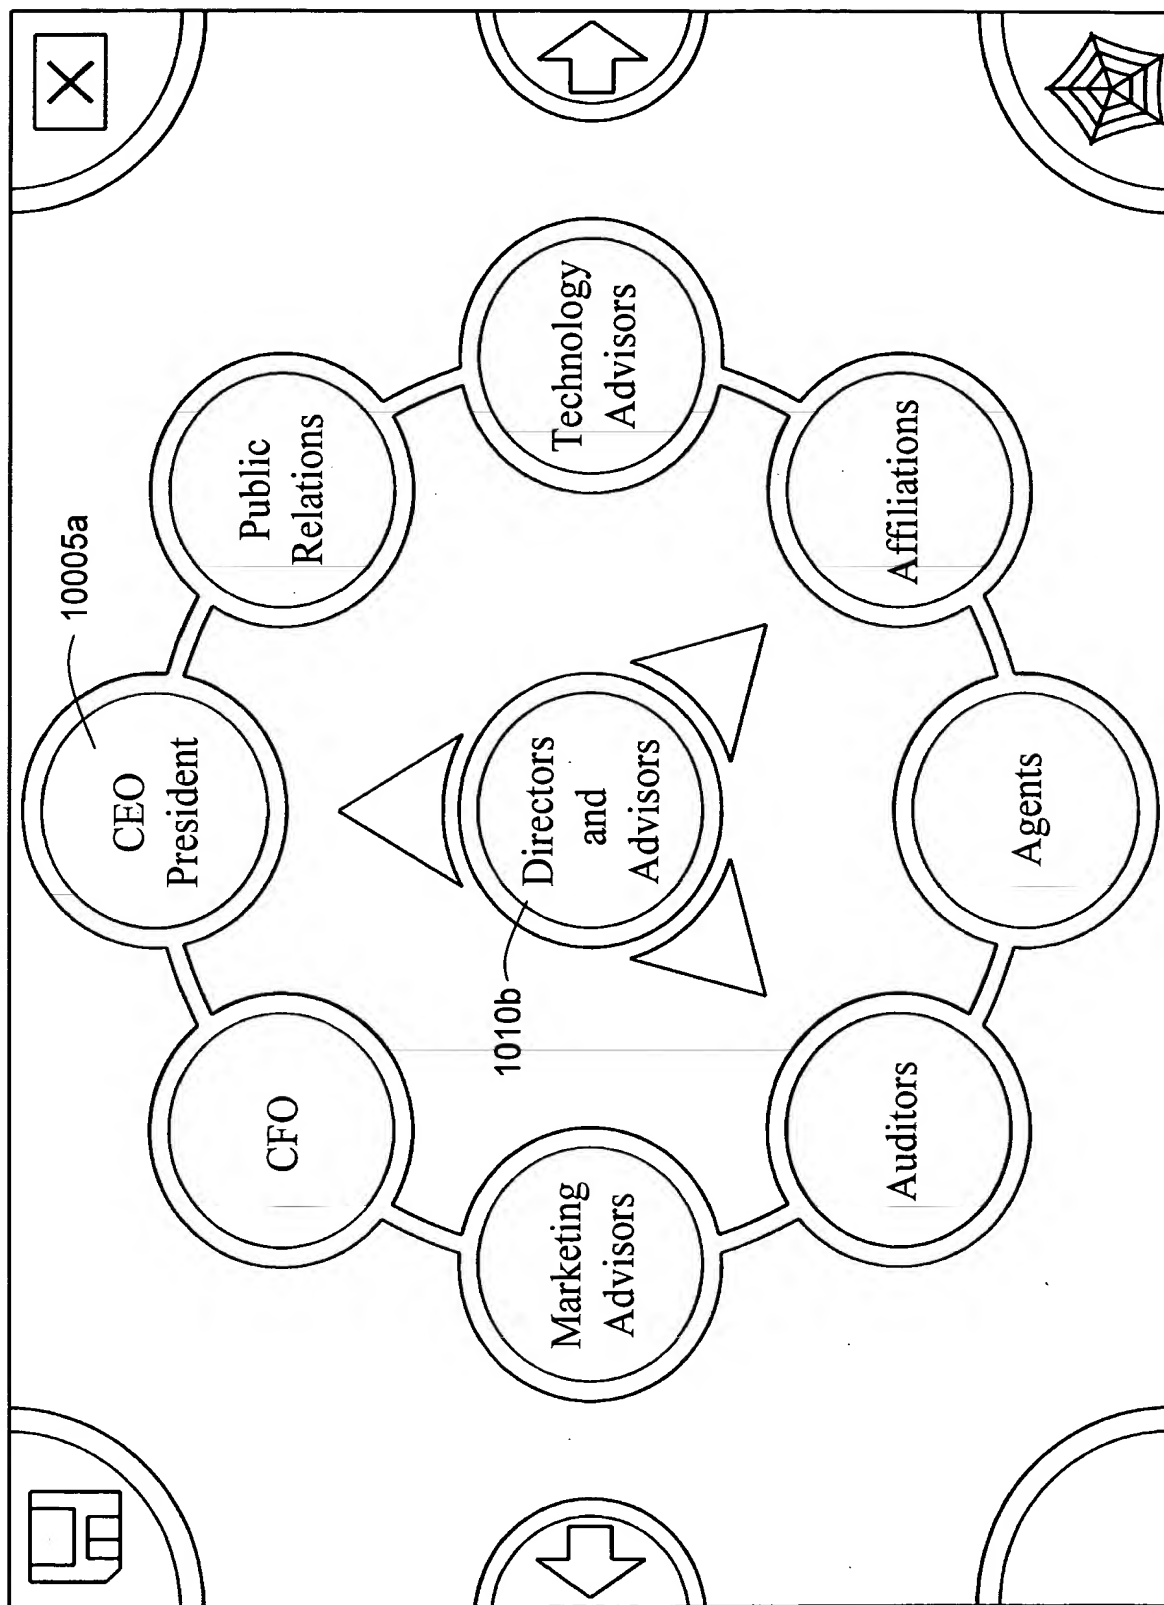 10005a
CEO
President
Public
Relations
CFO
Technology
Advisors
Directors
and
Advisors
1010b
Marketing
Advisors
Affiliations
Auditors
Agents